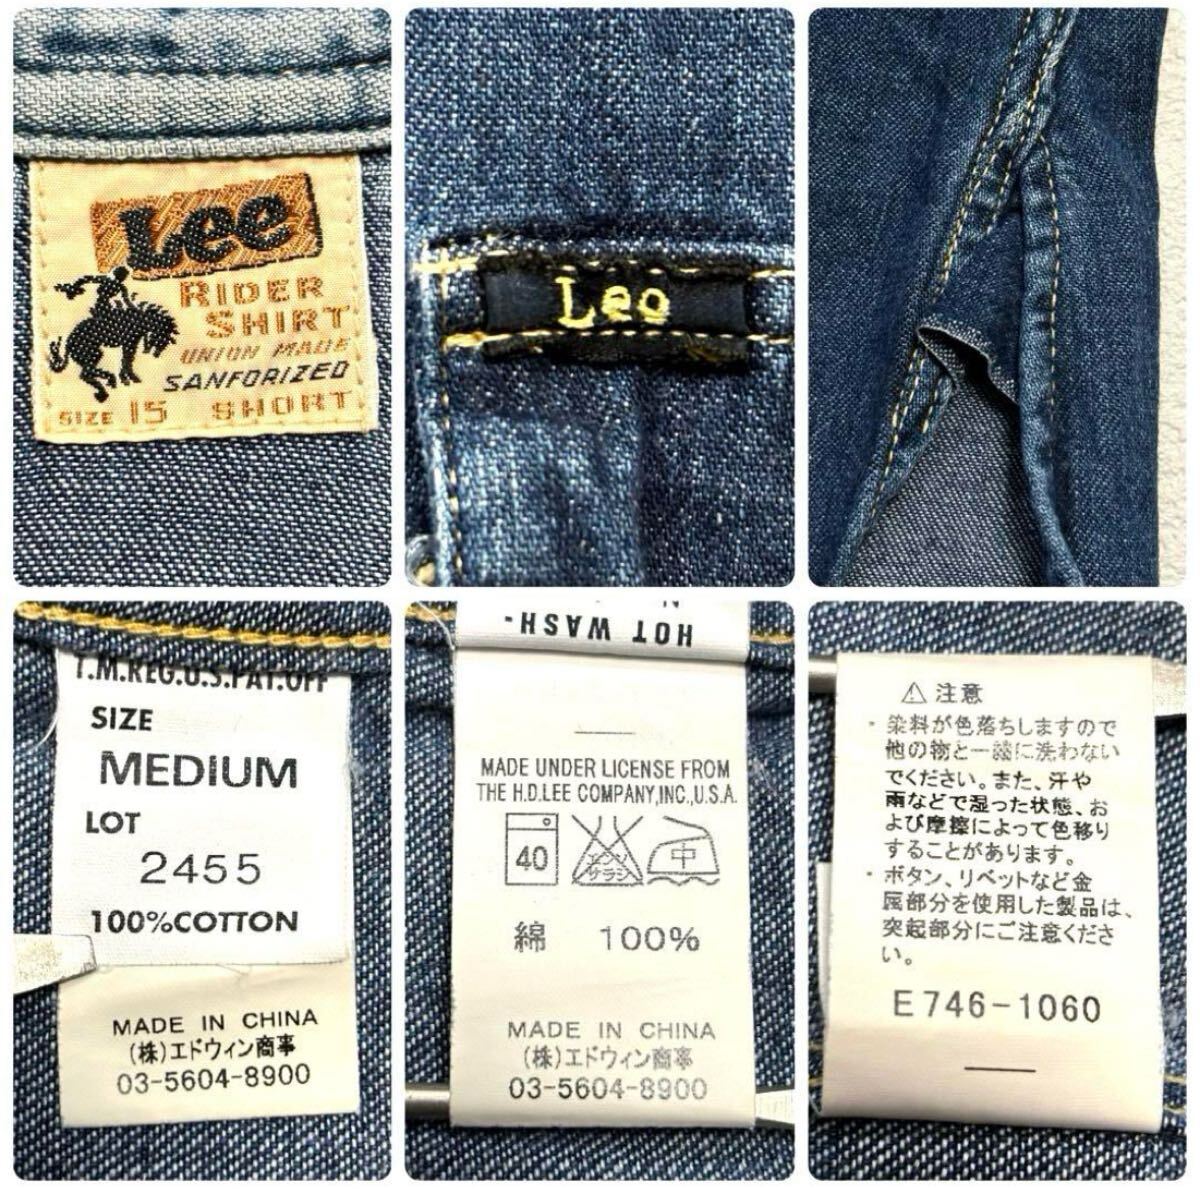 Lee
RIDER
SHIRT
UNION MADE
SANFORIZED
SIZE 15 SHORT
Lee
T.M.REG.U.S.PAT.OFF
SIZE
MEDIUM
LOT
2455
100%COTTON
MADE IN CHINA
(株)エドウィン商事
03-5604-8900
HOT WASH-
MADE UNDER LICENSE FROM
THE H.D.LEE COMPANY,INC.,U.S.A.
40 エンソ サラシ 中
綿 100%
MADE IN CHINA
(株)エドウィン商事
03-5604-8900
⚠ 注意
・染料が色落ちしますので
他の物と一緒に洗わない
でください。また、汗や
雨などで湿った状態、お
よび摩擦によって色移り
することがあります。
・ボタン、リベットなど金
属部分を使用した製品は、
突起部分にご注意くださ
い。
E746-1060